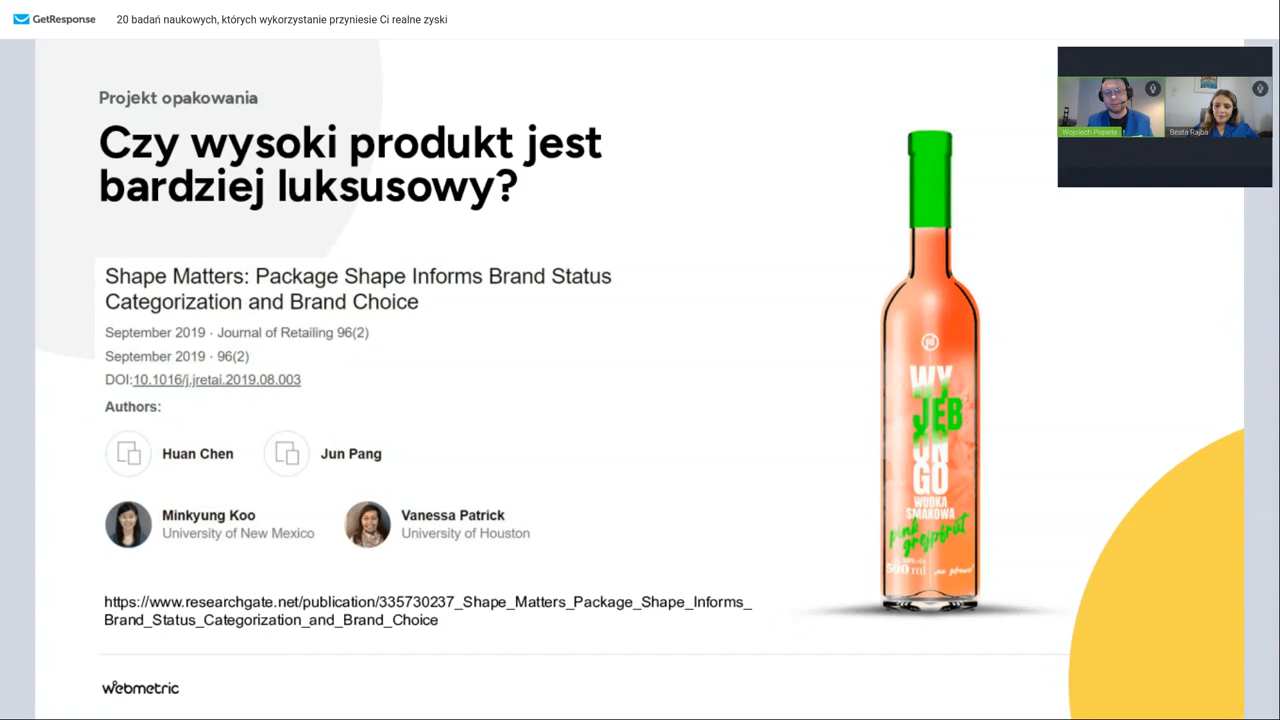 GetResponse
20 badań naukowych, których wykorzystanie przyniesie Ci realne zyski
Wojciech Popiela
Beata Rajba
Projekt opakowania
Czy wysoki produkt jest
bardziej luksusowy?
Shape Matters: Package Shape Informs Brand Status
Categorization and Brand Choice
September 2019 · Journal of Retailing 96(2)
September 2019 · 96(2)
DOI:10.1016/j.jretai.2019.08.003
Authors:
Huan Chen
Jun Pang
Minkyung Koo
University of New Mexico
Vanessa Patrick
University of Houston
https://www.researchgate.net/publication/335730237_Shape_Matters_Package_Shape_Informs_
Brand_Status_Categorization_and_Brand_Choice
WY
JEB
ON
GO
WÓDKA
SMAKOWA
pink
grejpfrut
500 ml
webmetric